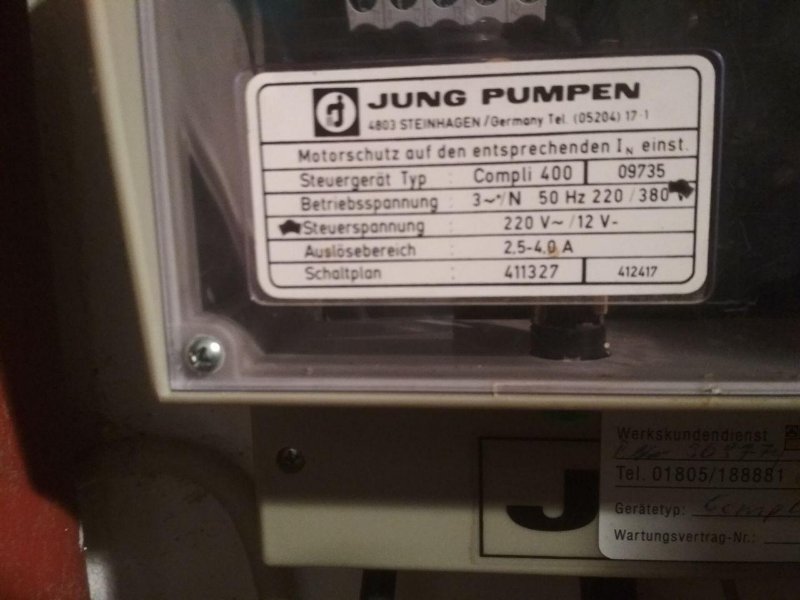 JUNG PUMPEN
4803 STEINHAGEN/Germany Tel. (05204) 17-1
Motorschutz auf den entsprechenden IN einst.
Steuergerät Typ : Compli 400 09735
Betriebsspannung : 3~/N 50 Hz 220/380 V
Steuerspannung : 220 V~/12 V-
Auslösebereich : 2.5-4.0 A
Schaltplan : 411327 412417
J
Werkskundendienst
Tel. 01805/188881
Gerätetyp: Comp
Wartungsvertrag-Nr.: